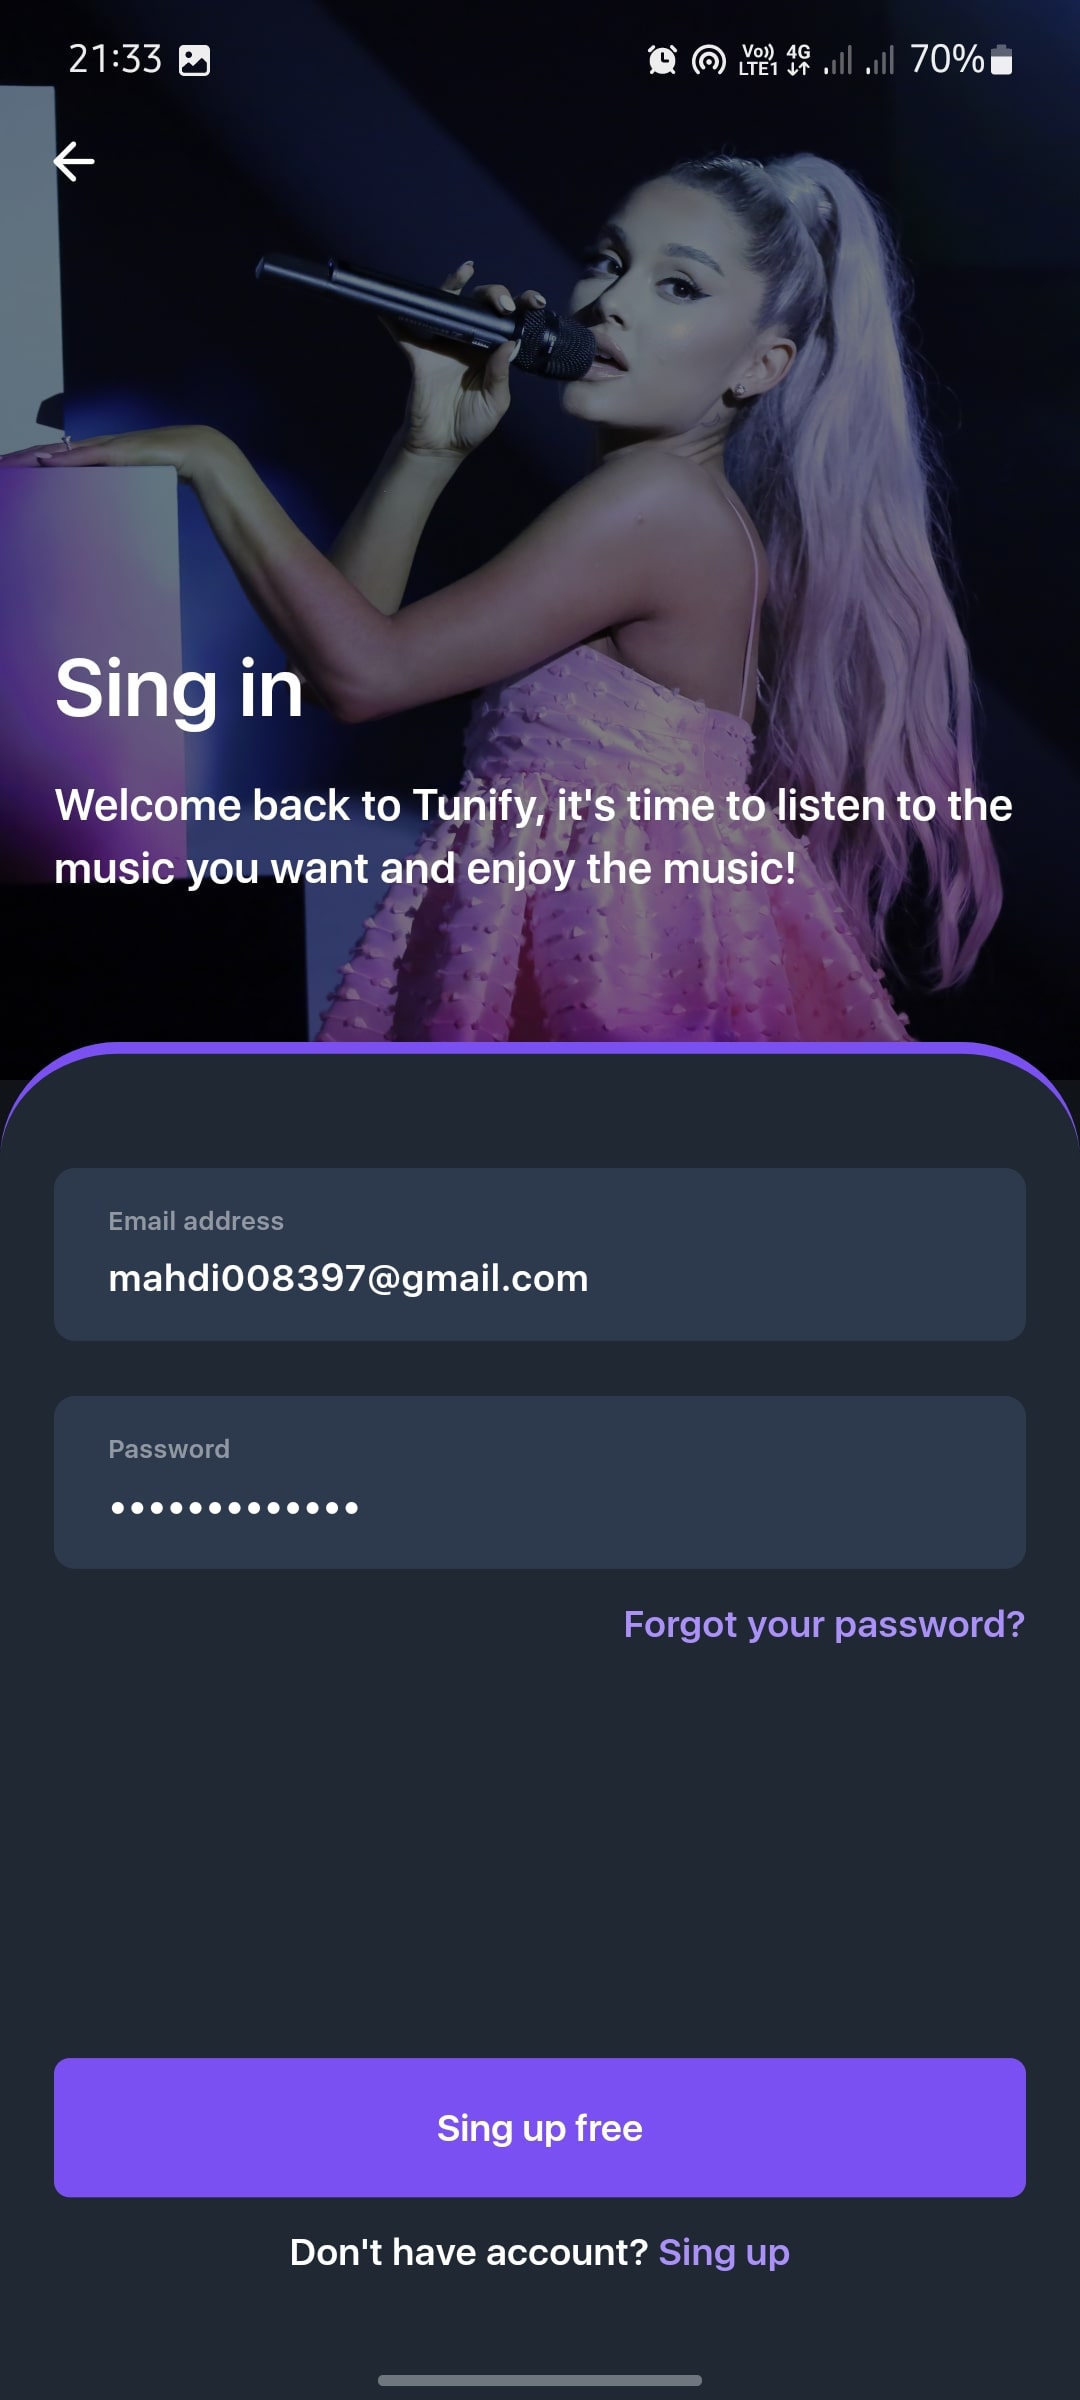 21:33
Vo)) LTE1 4G 70%
Sing in
Welcome back to Tunify, it's time to listen to the
music you want and enjoy the music!
Email address
mahdi008397@gmail.com
Password
•••••••••••••
Forgot your password?
Sing up free
Don't have account? Sing up